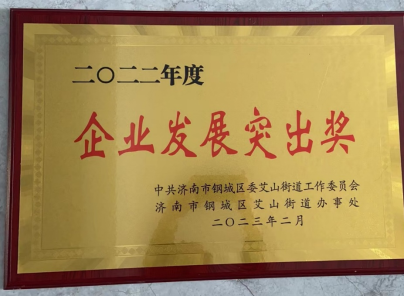 二〇二二年度
企业发展突出奖
中共济南市钢城区委艾山街道工作委员会
济南市钢城区艾山街道办事处
二〇二三年二月